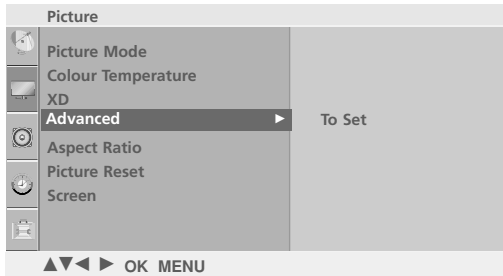 Picture
Picture Mode
Colour Temperature
XD
Advanced ► To Set
Aspect Ratio
Picture Reset
Screen
▲▼◄ ► OK MENU